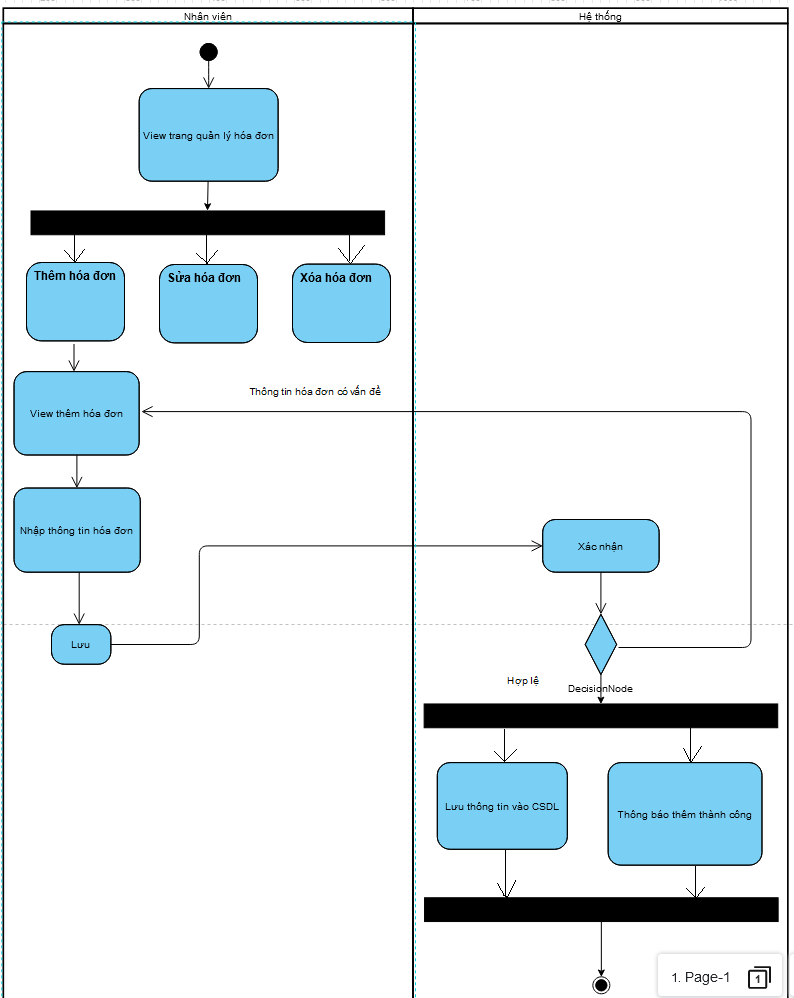 Nhân viên
Hệ thống
View trang quản lý hóa đơn
Thêm hóa đơn
Sửa hóa đơn
Xóa hóa đơn
Thông tin hóa đơn có vấn đề
View thêm hóa đơn
Nhập thông tin hóa đơn
Xác nhận
Lưu
Hợp lệ
DecisionNode
Lưu thông tin vào CSDL
Thông báo thêm thành công
1. Page-1
1